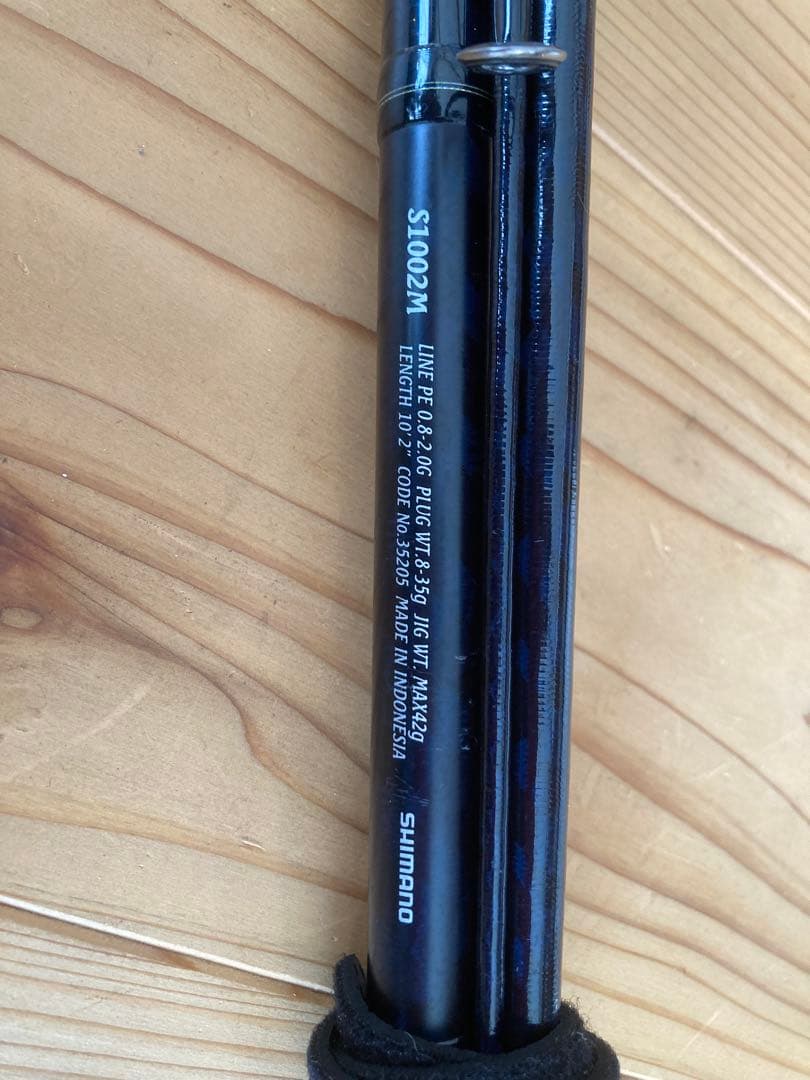 S1002M
LINE PE 0.8-2.0G PLUG WT.8-35g JIG WT. MAX42g
LENGTH 10'2" CODE No.35205 MADE IN INDONESIA
SHIMANO